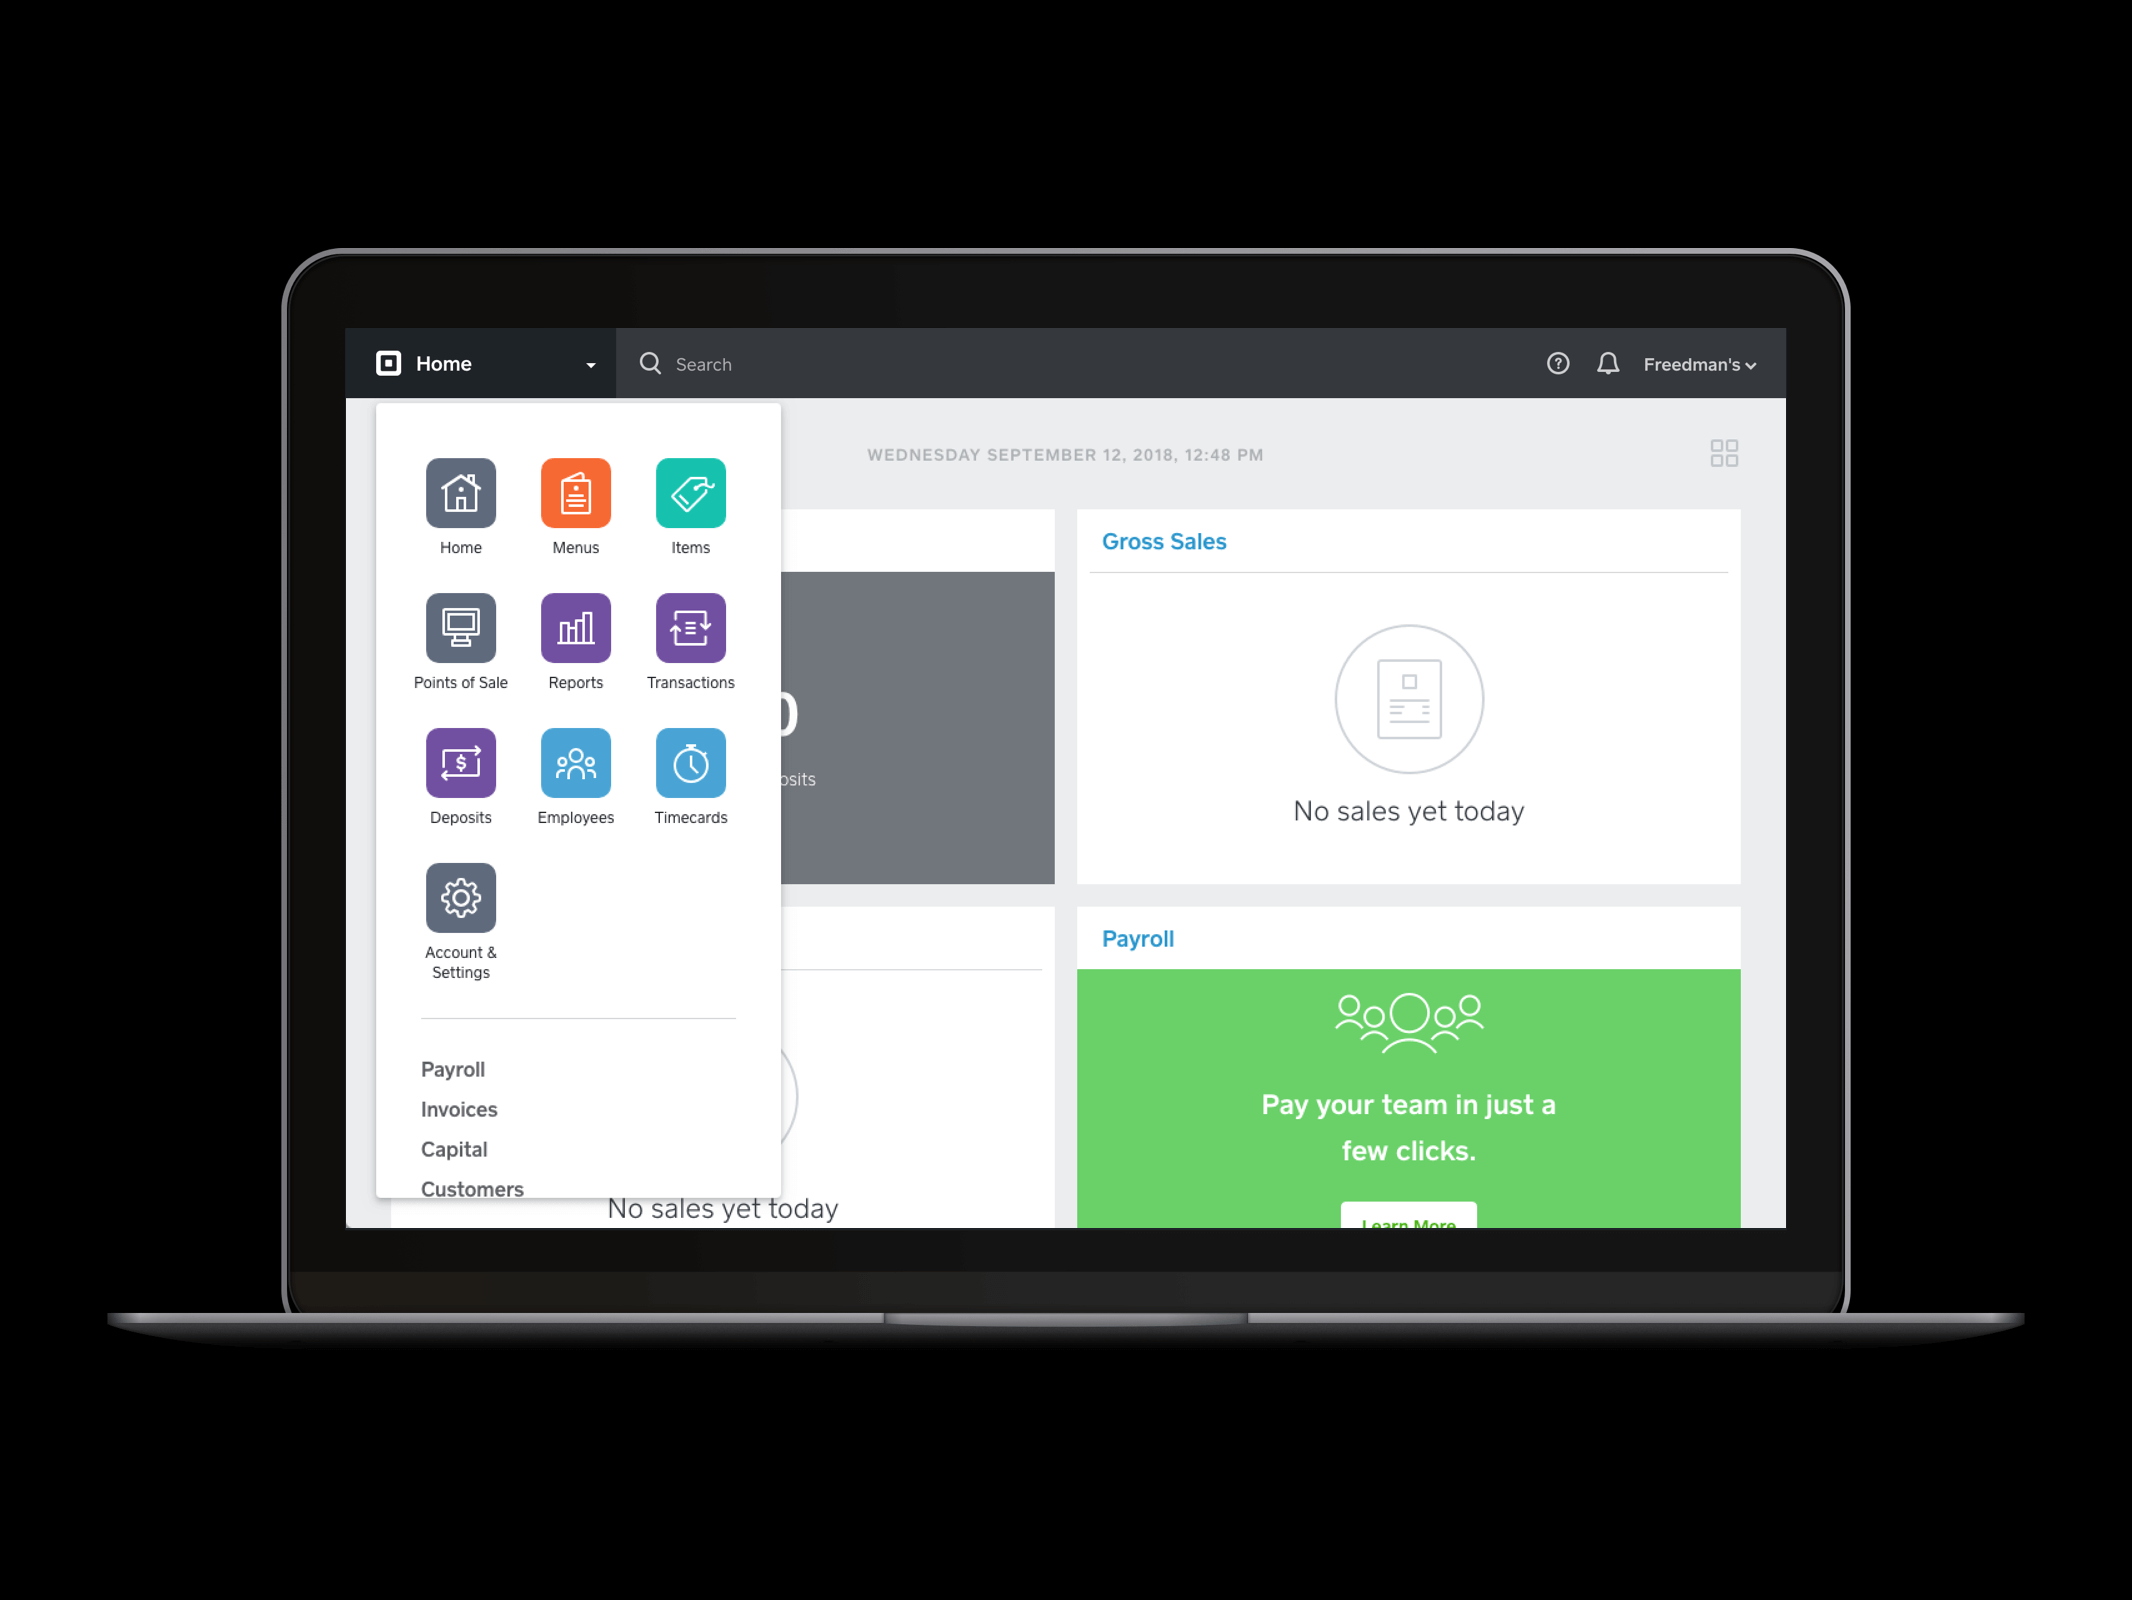 Home
Search
Freedman's
WEDNESDAY SEPTEMBER 12, 2018, 12:48 PM
Home
Menus
Items
Points of Sale
Reports
Transactions
Deposits
Employees
Timecards
Account &
Settings
Payroll
Invoices
Capital
Customers
0
osits
No sales yet today
Gross Sales
No sales yet today
Payroll
Pay your team in just a
few clicks.
Learn More